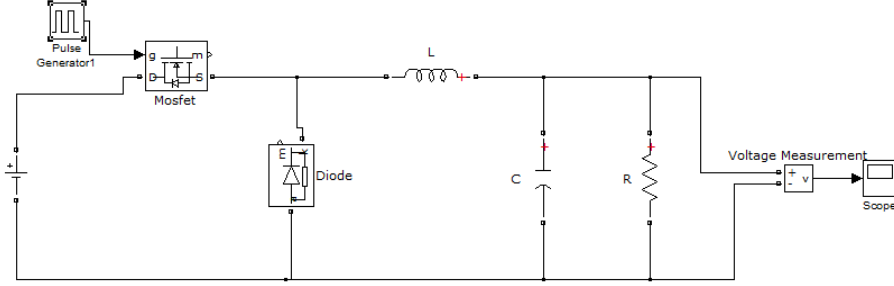 Pulse
Generator1
g
m
D
S
Mosfet
L
+
+
+
+
E
Diode
C
R
Voltage Measurement
+
-
v
Scope